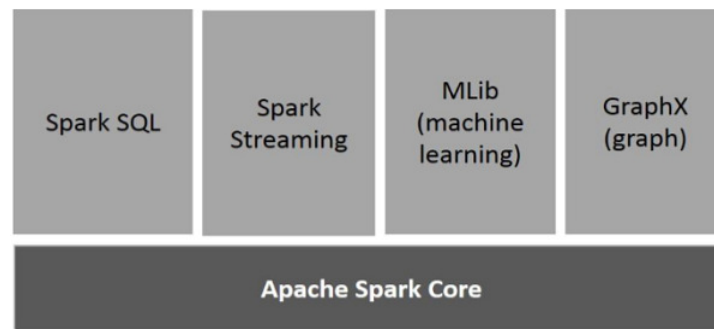 Spark SQL
Spark
Streaming
MLib
(machine
learning)
GraphX
(graph)
Apache Spark Core